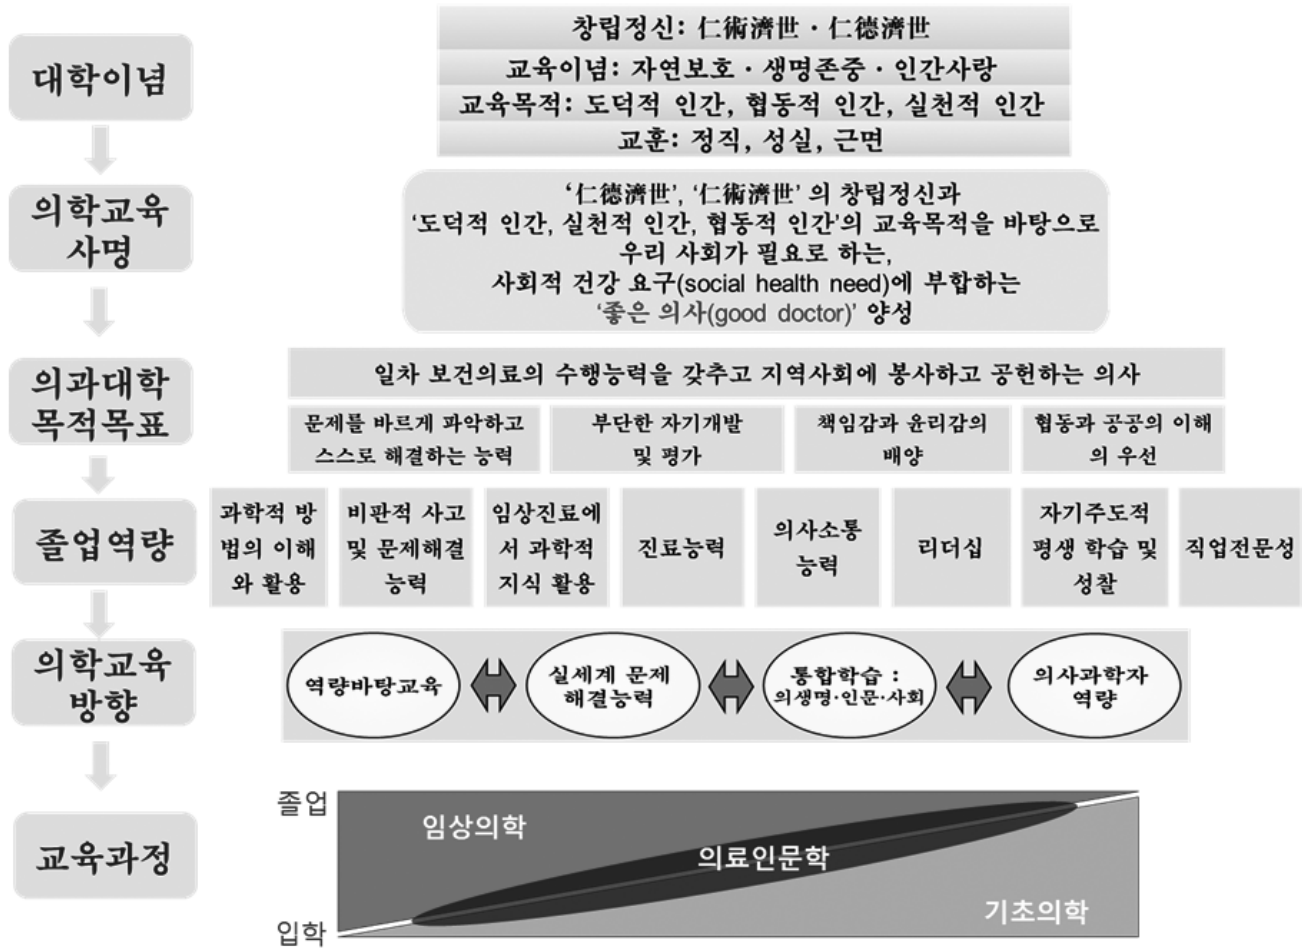 대학이념
창립정신: 仁術濟世 · 仁德濟世
교육이념: 자연보호 · 생명존중 · 인간사랑
교육목적: 도덕적 인간, 협동적 인간, 실천적 인간
교훈: 정직, 성실, 근면
의학교육
사명
‘仁德濟世’, ‘仁術濟世’ 의 창립정신과
‘도덕적 인간, 실천적 인간, 협동적 인간’의 교육목적을 바탕으로
우리 사회가 필요로 하는,
사회적 건강 요구(social health need)에 부합하는
‘좋은 의사(good doctor)’ 양성
의과대학
목적목표
일차 보건의료의 수행능력을 갖추고 지역사회에 봉사하고 공헌하는 의사
문제를 바르게 파악하고
스스로 해결하는 능력
부단한 자기개발
및 평가
책임감과 윤리감의
배양
협동과 공공의 이해
의 우선
졸업역량
과학적 방
법의 이해
와 활용
비판적 사고
및 문제해결
능력
임상진료에
서 과학적
지식 활용
진료능력
의사소통
능력
리더십
자기주도적
평생 학습 및
성찰
직업전문성
의학교육
방향
역량바탕교육
실세계 문제
해결능력
통합학습 :
의생명·인문·사회
의사과학자
역량
교육과정
졸업
임상의학
의료인문학
기초의학
입학